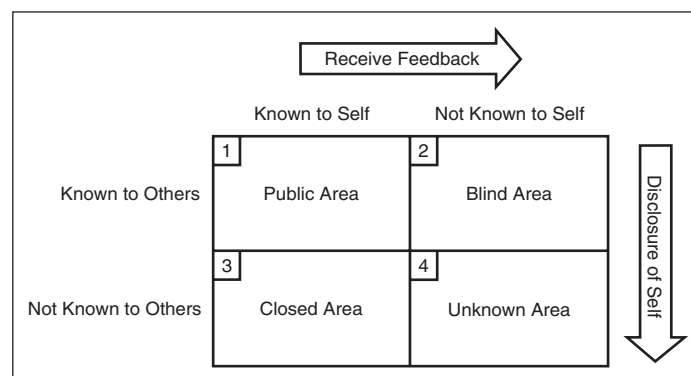 Receive Feedback
Known to Self
Not Known to Self
1
2
Known to Others
Public Area
Blind Area
Disclosure of Self
3
4
Not Known to Others
Closed Area
Unknown Area